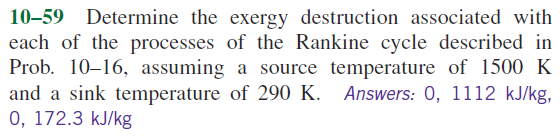 10–59 Determine the exergy destruction associated with
each of the processes of the Rankine cycle described in
Prob. 10–16, assuming a source temperature of 1500 K
and a sink temperature of 290 K. Answers: 0, 1112 kJ/kg,
0, 172.3 kJ/kg